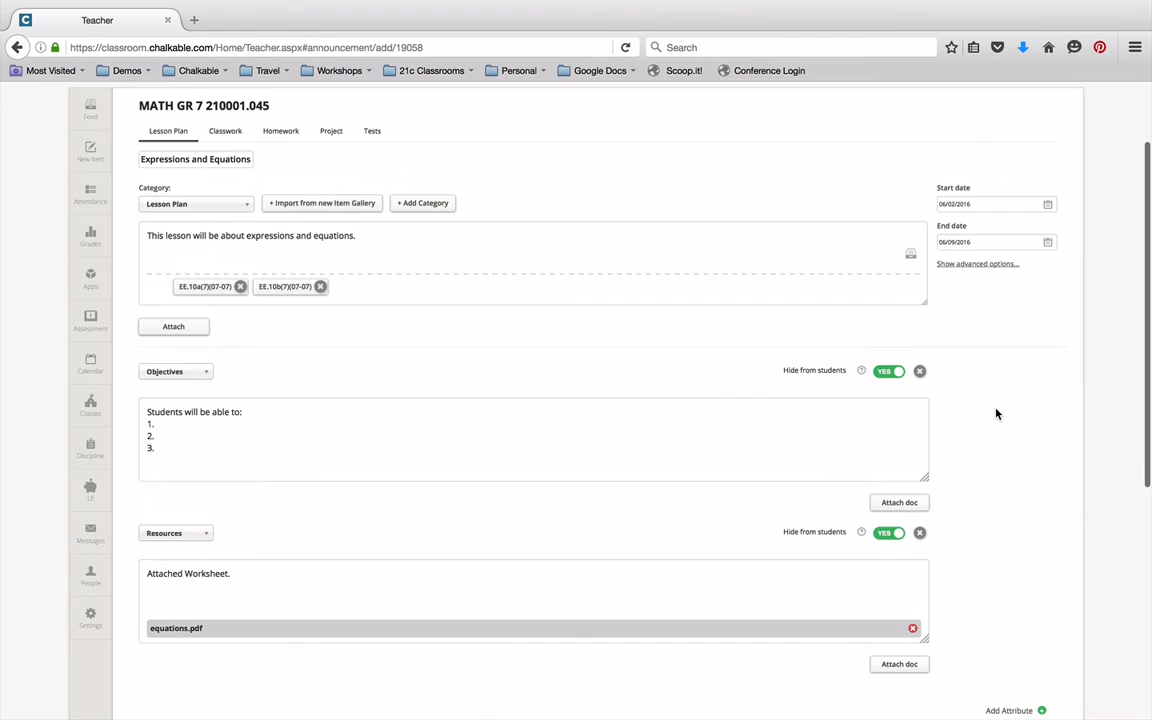 Teacher
https://classroom.chalkable.com/Home/Teacher.aspx#announcement/add/19058
Search
Most Visited
Demos
Chalkable
Travel
Workshops
21c Classrooms
Personal
Google Docs
Scoop.it!
Conference Login
Feed
New Item
Attendance
Grades
Apps
Assessment
Calendar
Classes
Discipline
LE
Messages
People
Settings
MATH GR 7 210001.045
Lesson Plan Classwork Homework Project Tests
Expressions and Equations
Category:
Lesson Plan
+ Import from new Item Gallery
+ Add Category
Start date
06/02/2016
End date
06/09/2016
Show advanced options...
This lesson will be about expressions and equations.
EE.10a(7)(07-07)
EE.10b(7)(07-07)
Attach
Objectives
Hide from students
YES
Students will be able to:
1.
2.
3.
Attach doc
Resources
Hide from students
YES
Attached Worksheet.
equations.pdf
Attach doc
Add Attribute